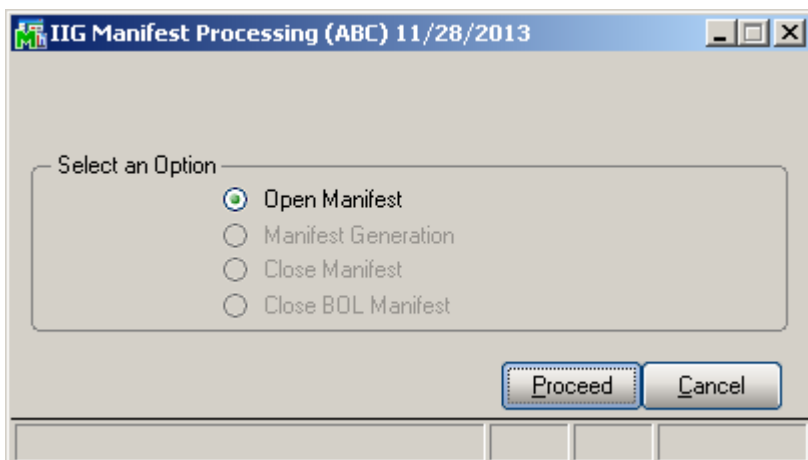 IIG Manifest Processing (ABC) 11/28/2013
Select an Option
Open Manifest
Manifest Generation
Close Manifest
Close BOL Manifest
Proceed Cancel